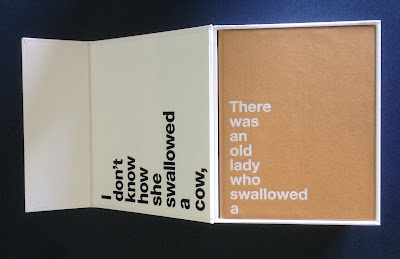 I
don't
know
how
she
swallowed
a
cow,
There
was
an
old
lady
who
swallowed
a